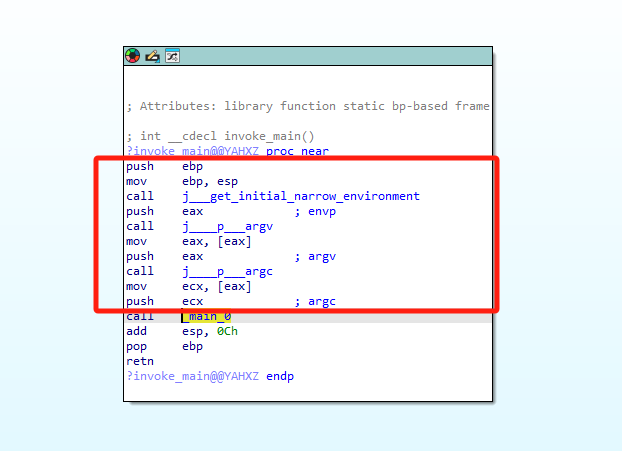 ; Attributes: library function static bp-based frame
; int __cdecl invoke_main()
?invoke_main@@YAHXZ proc near
push ebp
mov ebp, esp
call j___get_initial_narrow_environment
push eax ; envp
call j____p___argv
mov eax, [eax]
push eax ; argv
call j____p___argc
mov ecx, [eax]
push ecx ; argc
call _main_0
add esp, 0Ch
pop ebp
retn
?invoke_main@@YAHXZ endp